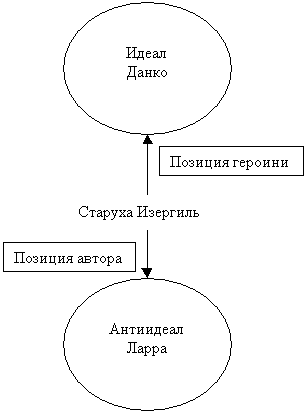 Идеал
Данко
Позиция героини
Старуха Изергиль
Позиция автора
Антиидеал
Ларра